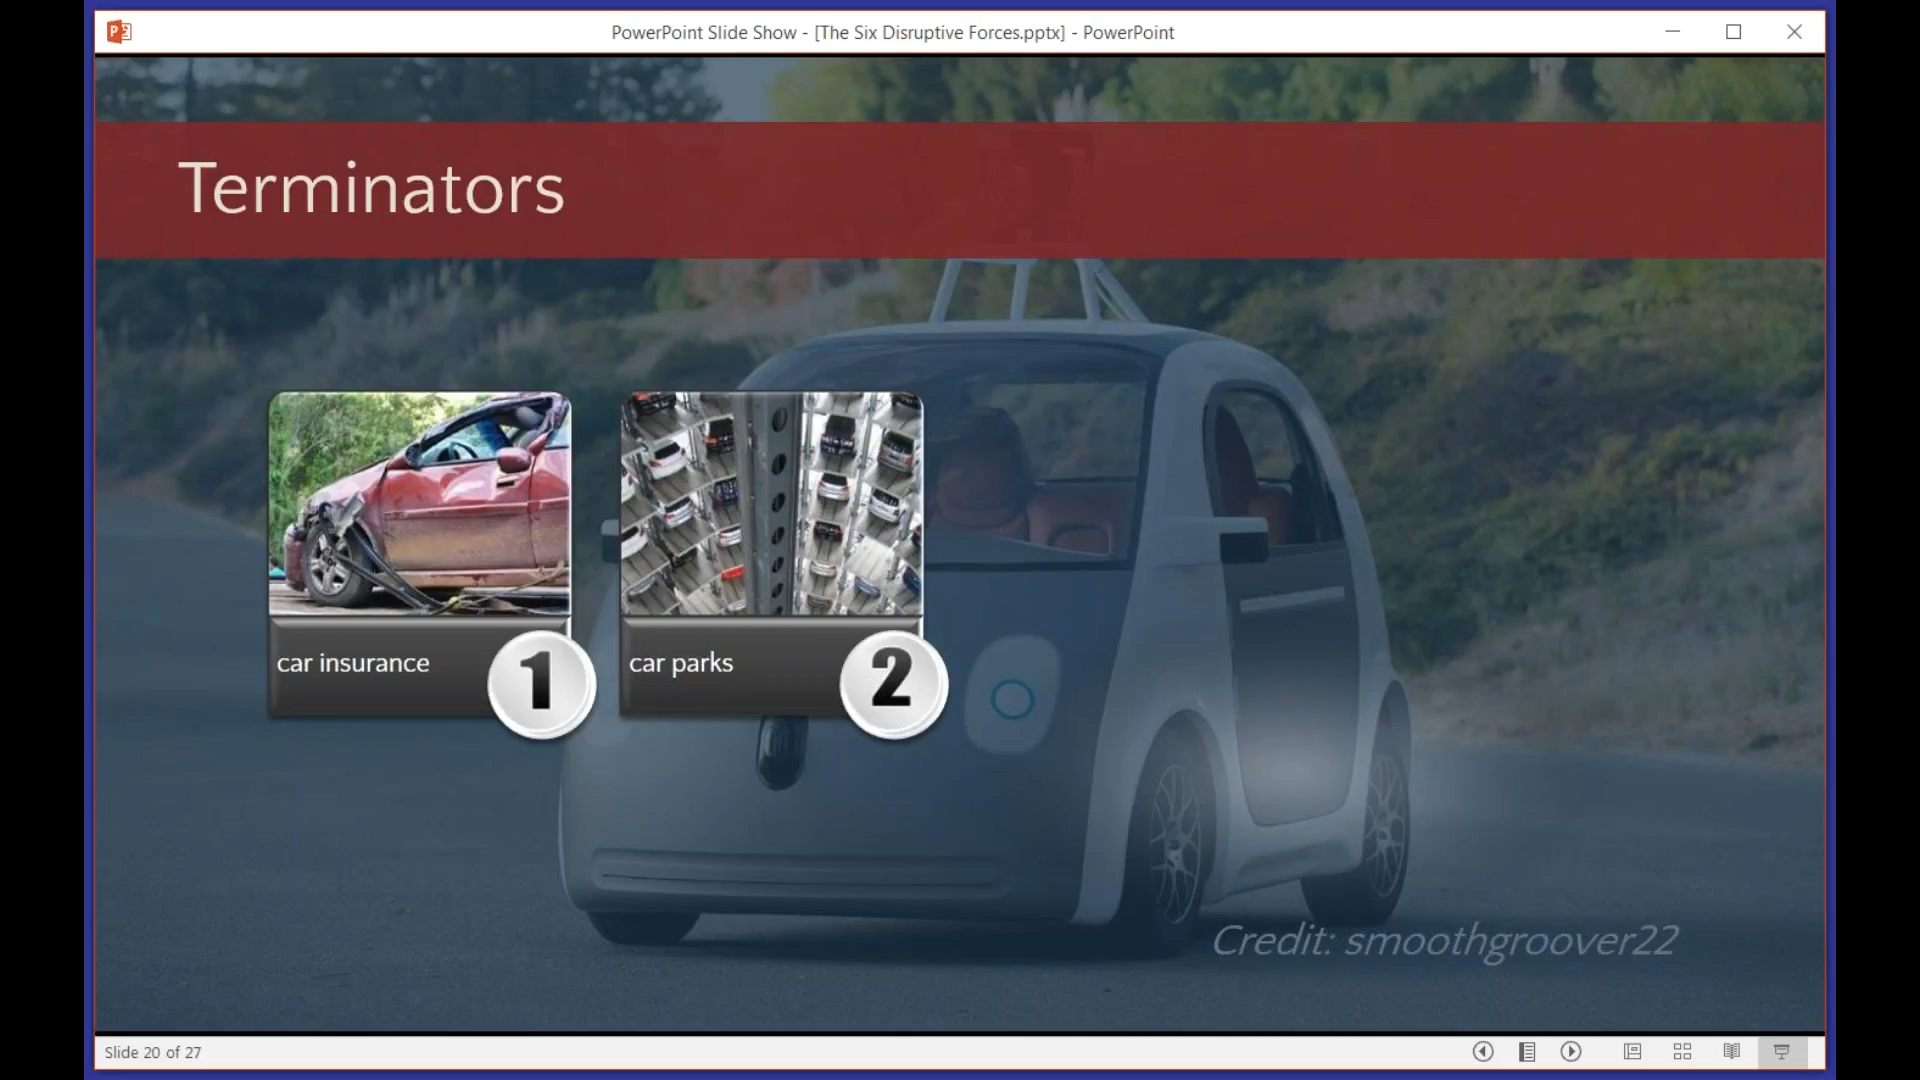 PowerPoint Slide Show - [The Six Disruptive Forces.pptx] - PowerPoint
Terminators
car insurance
1
car parks
2
Credit: smoothgroover22
Slide 20 of 27